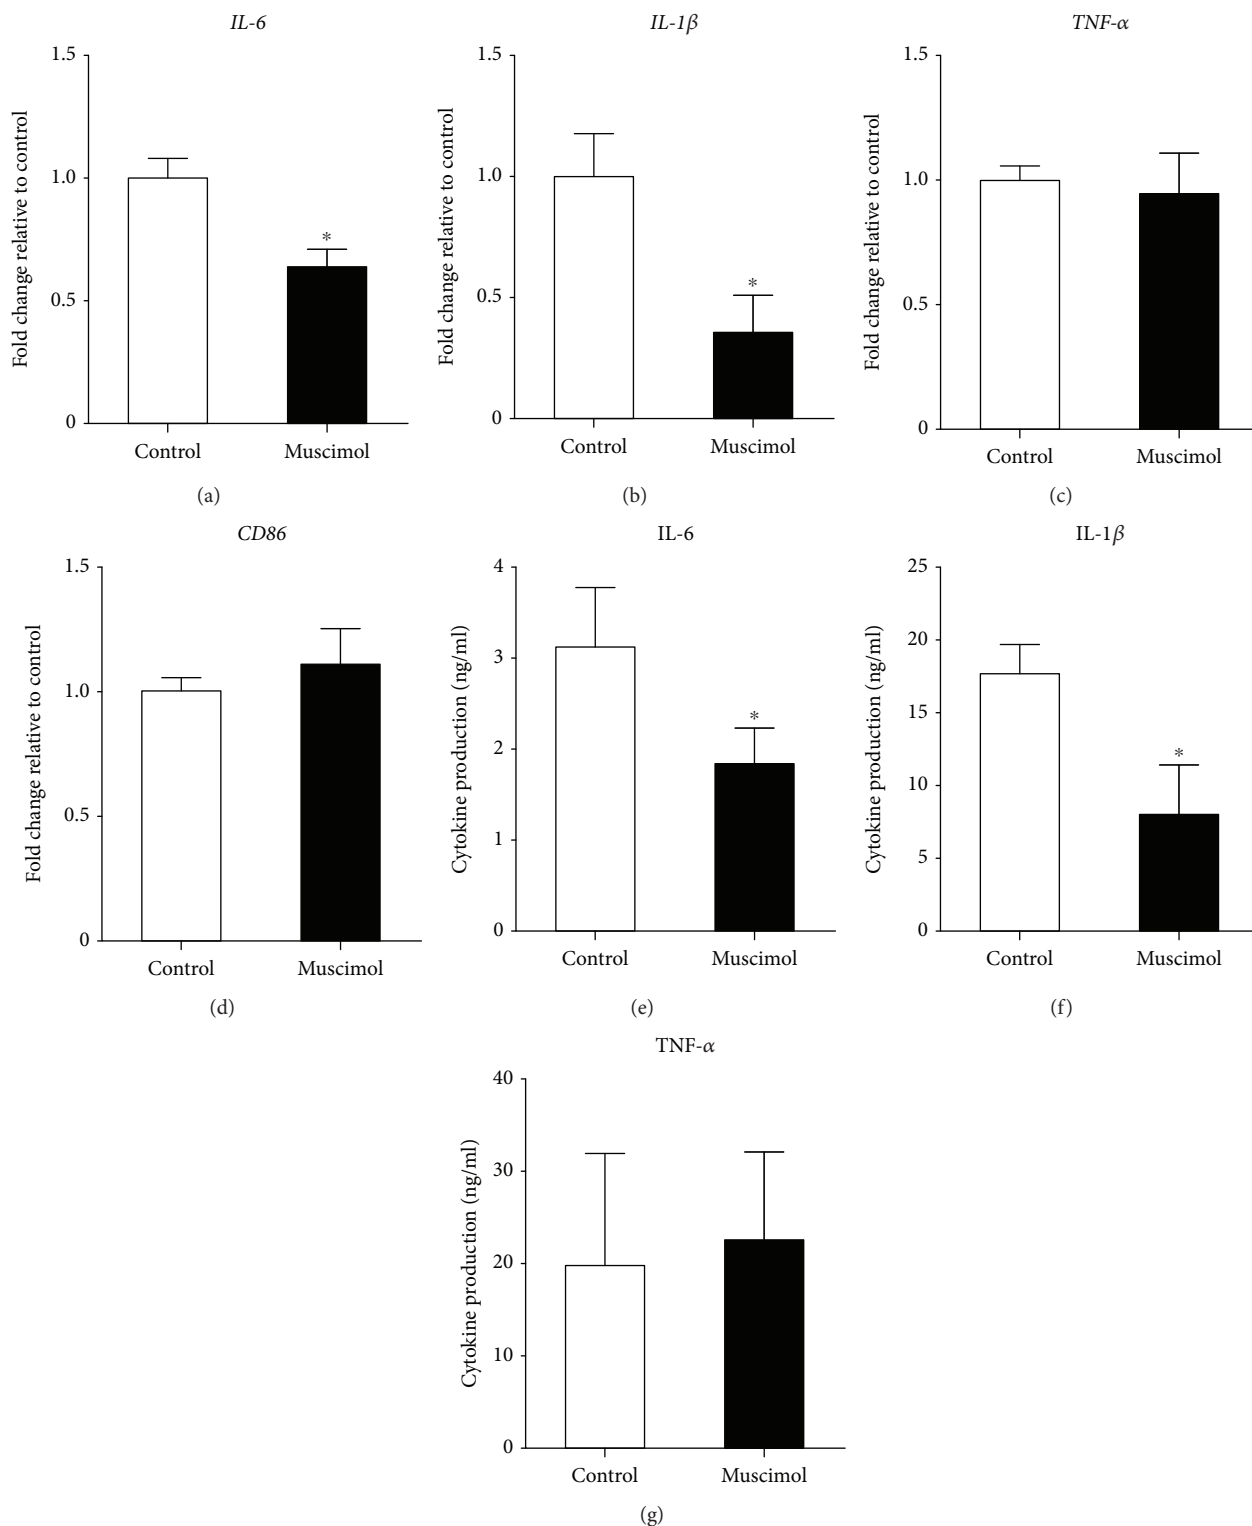 IL-6
1.5
1.0
0.5
0
Fold change relative to control
*
Control
Muscimol
(a)
IL-1β
1.5
1.0
0.5
0
Fold change relative to control
*
Control
Muscimol
(b)
TNF-α
1.5
1.0
0.5
0
Fold change relative to control
Control
Muscimol
(c)
CD86
1.5
1.0
0.5
0
Fold change relative to control
Control
Muscimol
(d)
IL-6
4
3
2
1
0
Cytokine production (ng/ml)
*
Control
Muscimol
(e)
IL-1β
25
20
15
10
5
0
Cytokine production (ng/ml)
*
Control
Muscimol
(f)
TNF-α
40
30
20
10
0
Cytokine production (ng/ml)
Control
Muscimol
(g)